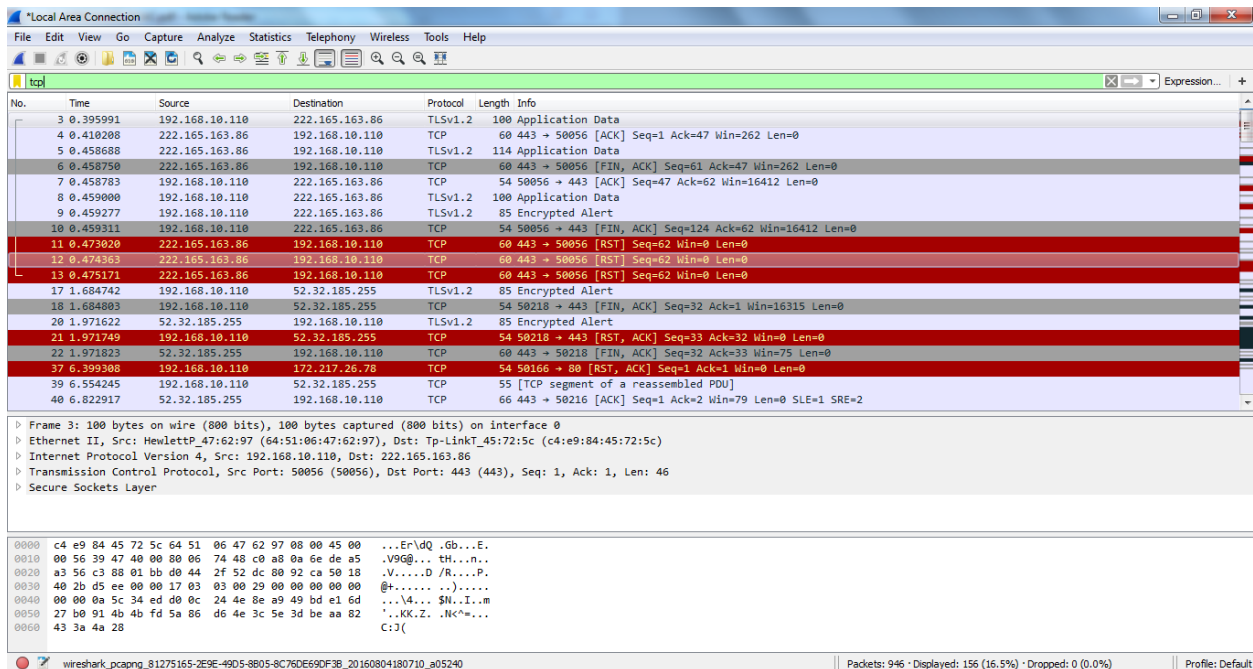 *Local Area Connection
File Edit View Go Capture Analyze Statistics Telephony Wireless Tools Help
tcp Expression... +
No. Time Source Destination Protocol Length Info
3 0.395991 192.168.10.110 222.165.163.86 TLSv1.2 100 Application Data
4 0.410208 222.165.163.86 192.168.10.110 TCP 60 443 → 50056 [ACK] Seq=1 Ack=47 Win=262 Len=0
5 0.458688 222.165.163.86 192.168.10.110 TLSv1.2 114 Application Data
6 0.458750 222.165.163.86 192.168.10.110 TCP 60 443 → 50056 [FIN, ACK] Seq=61 Ack=47 Win=262 Len=0
7 0.458783 192.168.10.110 222.165.163.86 TCP 54 50056 → 443 [ACK] Seq=47 Ack=62 Win=16412 Len=0
8 0.459000 192.168.10.110 222.165.163.86 TLSv1.2 100 Application Data
9 0.459277 192.168.10.110 222.165.163.86 TLSv1.2 85 Encrypted Alert
10 0.459311 192.168.10.110 222.165.163.86 TCP 54 50056 → 443 [FIN, ACK] Seq=124 Ack=62 Win=16412 Len=0
11 0.473020 222.165.163.86 192.168.10.110 TCP 60 443 → 50056 [RST] Seq=62 Win=0 Len=0
12 0.474363 222.165.163.86 192.168.10.110 TCP 60 443 → 50056 [RST] Seq=62 Win=0 Len=0
13 0.475171 222.165.163.86 192.168.10.110 TCP 60 443 → 50056 [RST] Seq=62 Win=0 Len=0
17 1.684742 192.168.10.110 52.32.185.255 TLSv1.2 85 Encrypted Alert
18 1.684803 192.168.10.110 52.32.185.255 TCP 54 50218 → 443 [FIN, ACK] Seq=32 Ack=1 Win=16315 Len=0
20 1.971622 52.32.185.255 192.168.10.110 TLSv1.2 85 Encrypted Alert
21 1.971749 192.168.10.110 52.32.185.255 TCP 54 50218 → 443 [RST, ACK] Seq=33 Ack=32 Win=0 Len=0
22 1.971823 52.32.185.255 192.168.10.110 TCP 60 443 → 50218 [FIN, ACK] Seq=32 Ack=33 Win=75 Len=0
37 6.399308 192.168.10.110 172.217.26.78 TCP 54 50166 → 80 [RST, ACK] Seq=1 Ack=1 Win=0 Len=0
39 6.554245 192.168.10.110 52.32.185.255 TCP 55 [TCP segment of a reassembled PDU]
40 6.822917 52.32.185.255 192.168.10.110 TCP 66 443 → 50216 [ACK] Seq=1 Ack=2 Win=79 Len=0 SLE=1 SRE=2
Frame 3: 100 bytes on wire (800 bits), 100 bytes captured (800 bits) on interface 0
Ethernet II, Src: HewlettP_47:62:97 (64:51:06:47:62:97), Dst: Tp-LinkT_45:72:5c (c4:e9:84:45:72:5c)
Internet Protocol Version 4, Src: 192.168.10.110, Dst: 222.165.163.86
Transmission Control Protocol, Src Port: 50056 (50056), Dst Port: 443 (443), Seq: 1, Ack: 1, Len: 46
Secure Sockets Layer
0000 c4 e9 84 45 72 5c 64 51 06 47 62 97 08 00 45 00 ...Er\dQ .Gb...E.
0010 00 56 39 47 40 00 80 06 74 48 c0 a8 0a 6e de a5 .V9G@... tH...n..
0020 a3 56 c3 88 01 bb d0 44 2f 52 dc 80 92 ca 50 18 .V.....D /R....P.
0030 40 2b d5 ee 00 00 17 03 03 00 29 00 00 00 00 00 @+...... ..).....
0040 00 00 0a 5c 34 ed d0 0c 24 4e 8e a9 49 bd e1 6d ...\4... $N..I..m
0050 27 b0 91 4b 4b fd 5a 86 d6 4e 3c 5e 3d be aa 82 '..KK.Z. .N<^=...
0060 43 3a 4a 28 C:J(
wireshark_pcapng_81275165-2E9E-49D5-8B05-8C76DE69DF3B_20160804180710_a05240 Packets: 946 · Displayed: 156 (16.5%) · Dropped: 0 (0.0%) Profile: Default